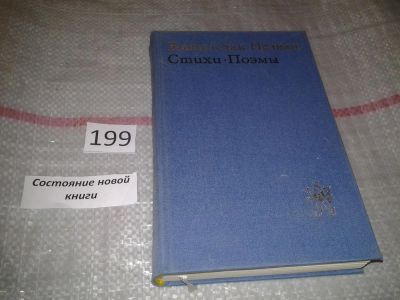 Стихи · Поэмы
199
Состояние новой
книги